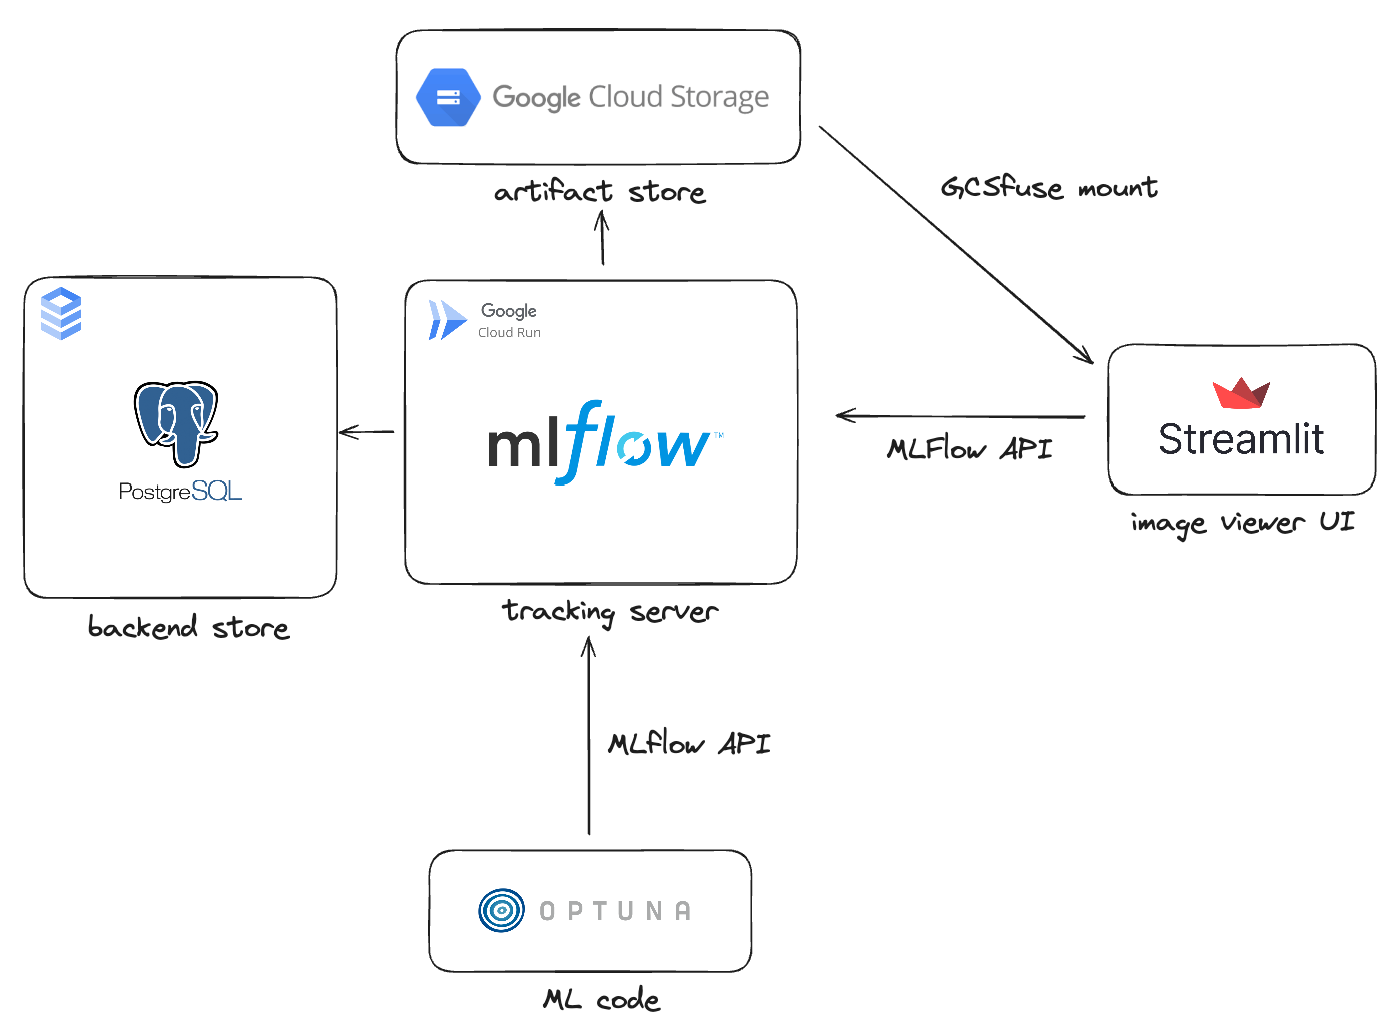 Google Cloud Storage
artifact store
GCSfuse mount
Google
Cloud Run
mlflow™
PostgreSQL
backend store
tracking server
MLFlow API
Streamlit
image viewer UI
MLflow API
OPTUNA
ML code